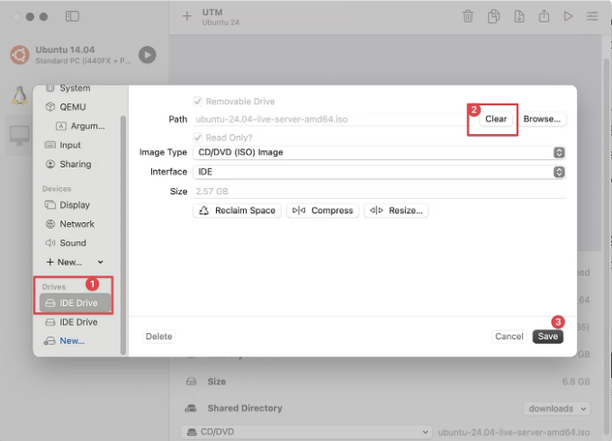 UTM
Ubuntu 24
Ubuntu 14.04
Standard PC (i440FX + P...
System
QEMU
Argum...
Input
Sharing
Devices
Display
Network
Sound
New...
1
Drives
IDE Drive
IDE Drive
New...
Removable Drive
2
Path ubuntu-24.04-live-server-amd64.iso Clear Browse...
Read Only?
Image Type CD/DVD (ISO) Image
Interface IDE
Size 2.57 GB
Reclaim Space Compress Resize...
3
Delete Cancel Save
GB
Size 6.8 GB
Shared Directory downloads
CD/DVD ubuntu-24.04-live-server-amd64.iso